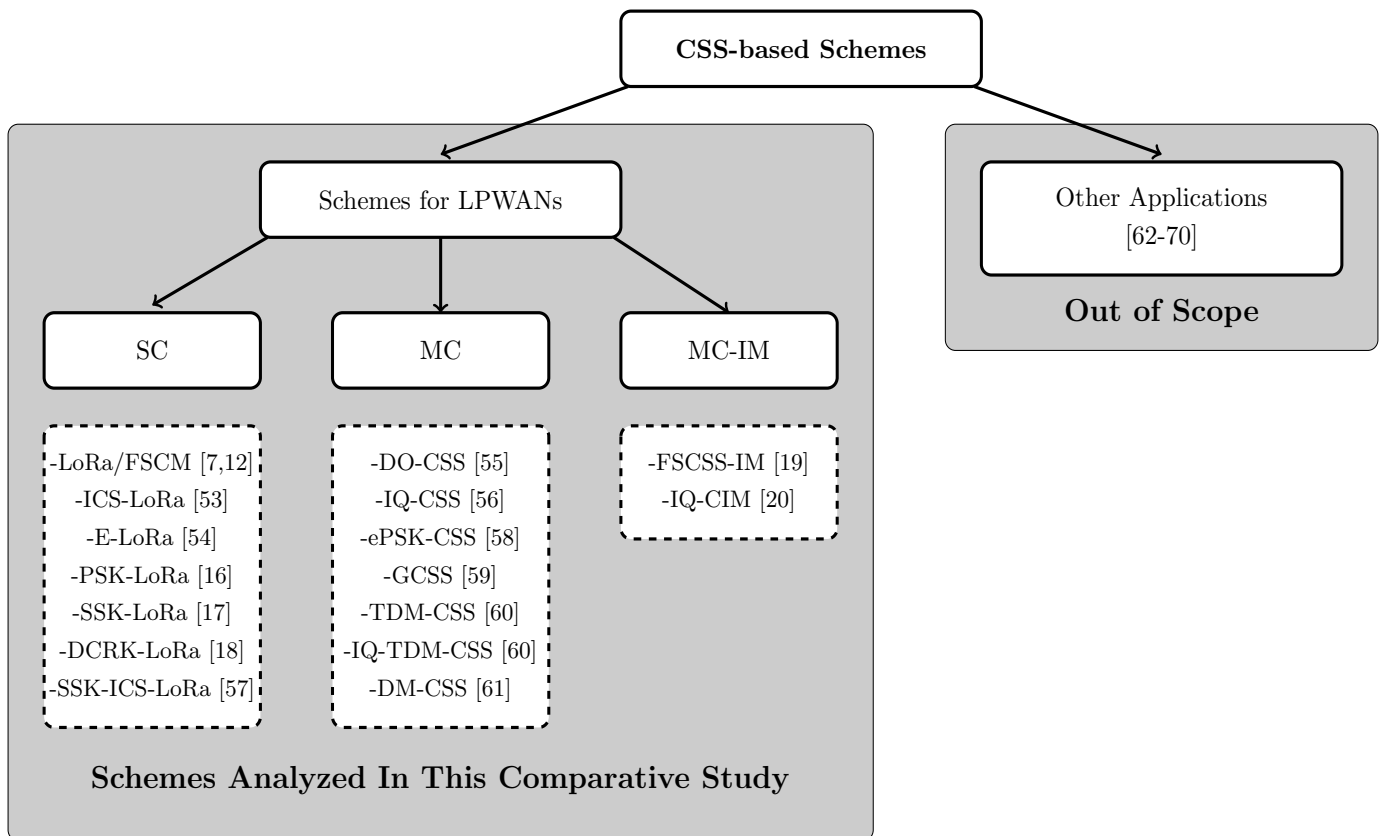 CSS-based Schemes
Schemes for LPWANs
Other Applications
[62-70]
Out of Scope
SC
MC
MC-IM
-LoRa/FSCM [7,12]
-ICS-LoRa [53]
-E-LoRa [54]
-PSK-LoRa [16]
-SSK-LoRa [17]
-DCRK-LoRa [18]
-SSK-ICS-LoRa [57]
-DO-CSS [55]
-IQ-CSS [56]
-ePSK-CSS [58]
-GCSS [59]
-TDM-CSS [60]
-IQ-TDM-CSS [60]
-DM-CSS [61]
-FSCSS-IM [19]
-IQ-CIM [20]
Schemes Analyzed In This Comparative Study